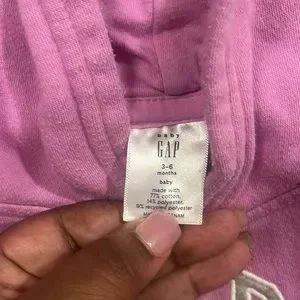 baby
GAP
3-6
months
baby
made with
77% cotton,
14% polyester,
9% recycled polyester